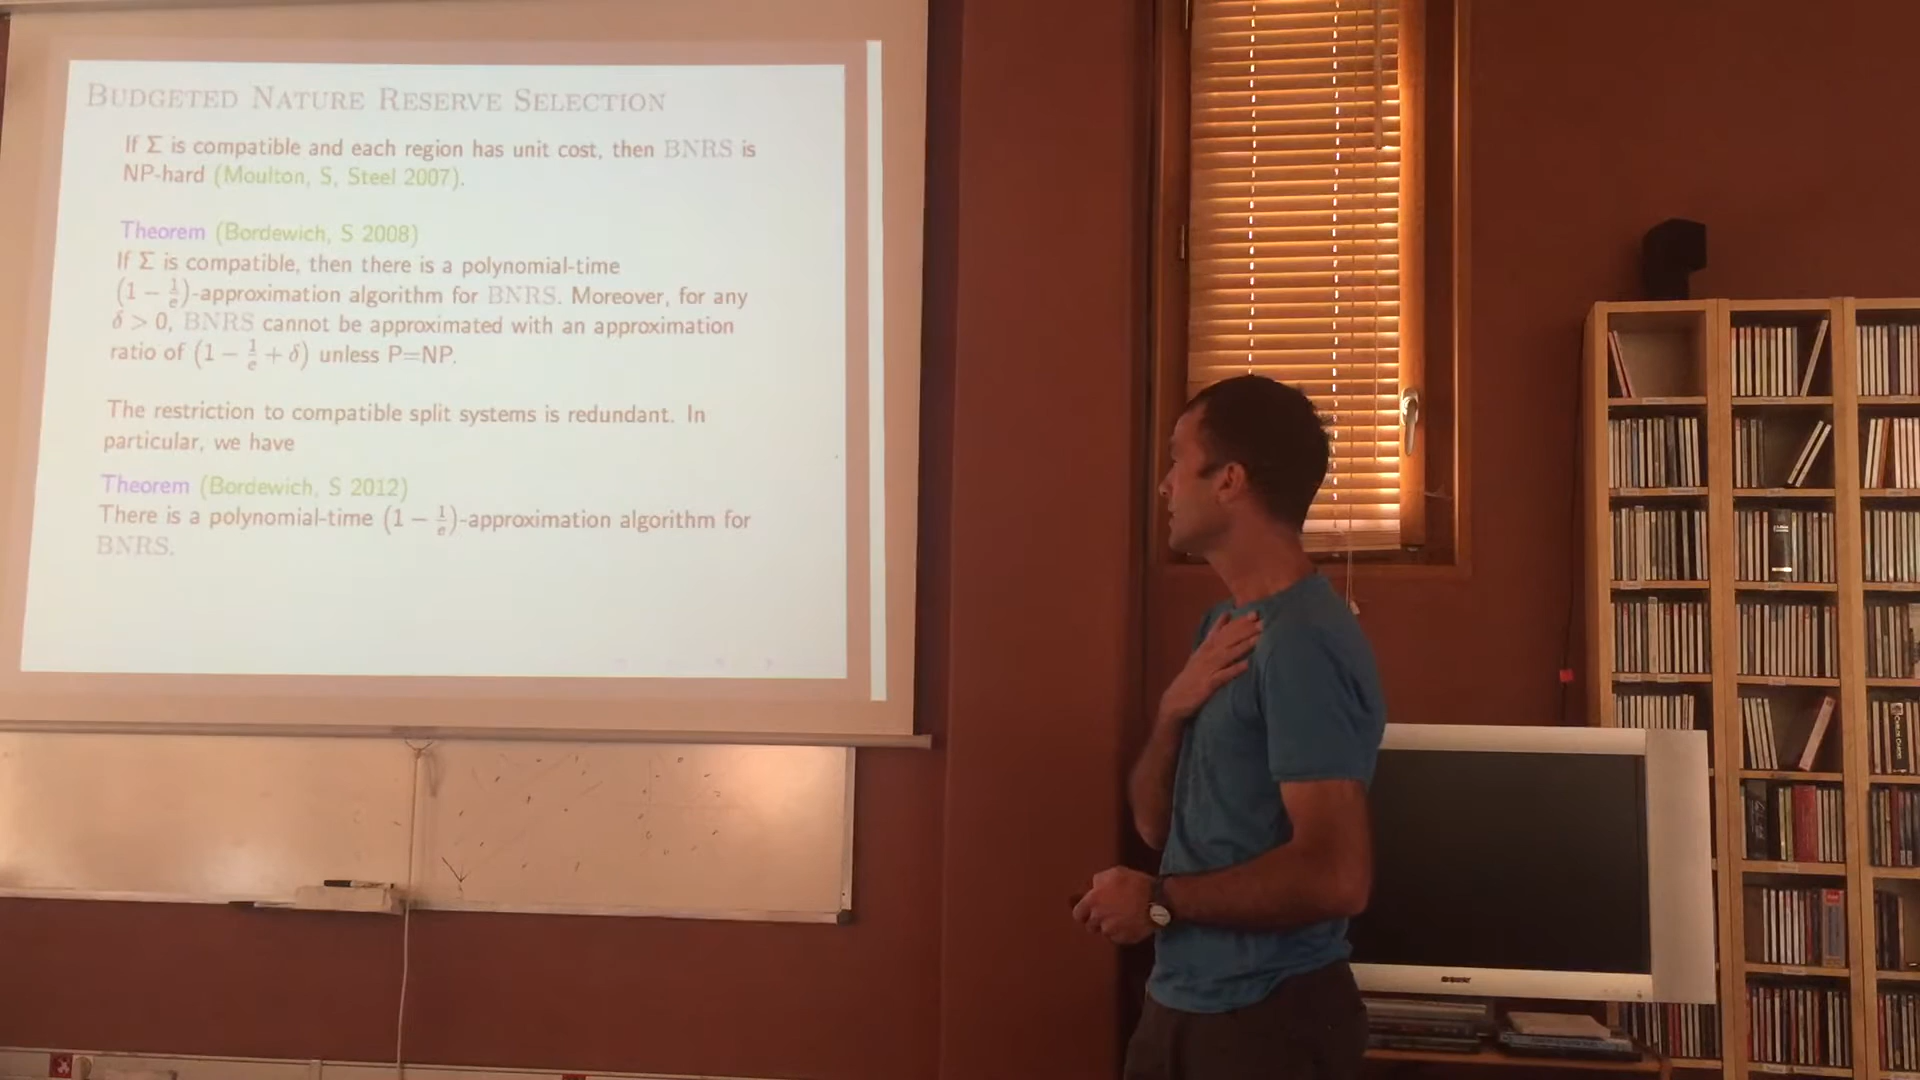 BUDGETED NATURE RESERVE SELECTION
If Σ is compatible and each region has unit cost, then BNRS is
NP-hard (Moulton, S, Steel 2007).
Theorem (Bordewich, S 2008)
If Σ is compatible, then there is a polynomial-time
(1 − 1/e)-approximation algorithm for BNRS. Moreover, for any
δ > 0, BNRS cannot be approximated with an approximation
ratio of (1 − 1/e + δ) unless P=NP.
The restriction to compatible split systems is redundant. In
particular, we have
Theorem (Bordewich, S 2012)
There is a polynomial-time (1 − 1/e)-approximation algorithm for
BNRS.